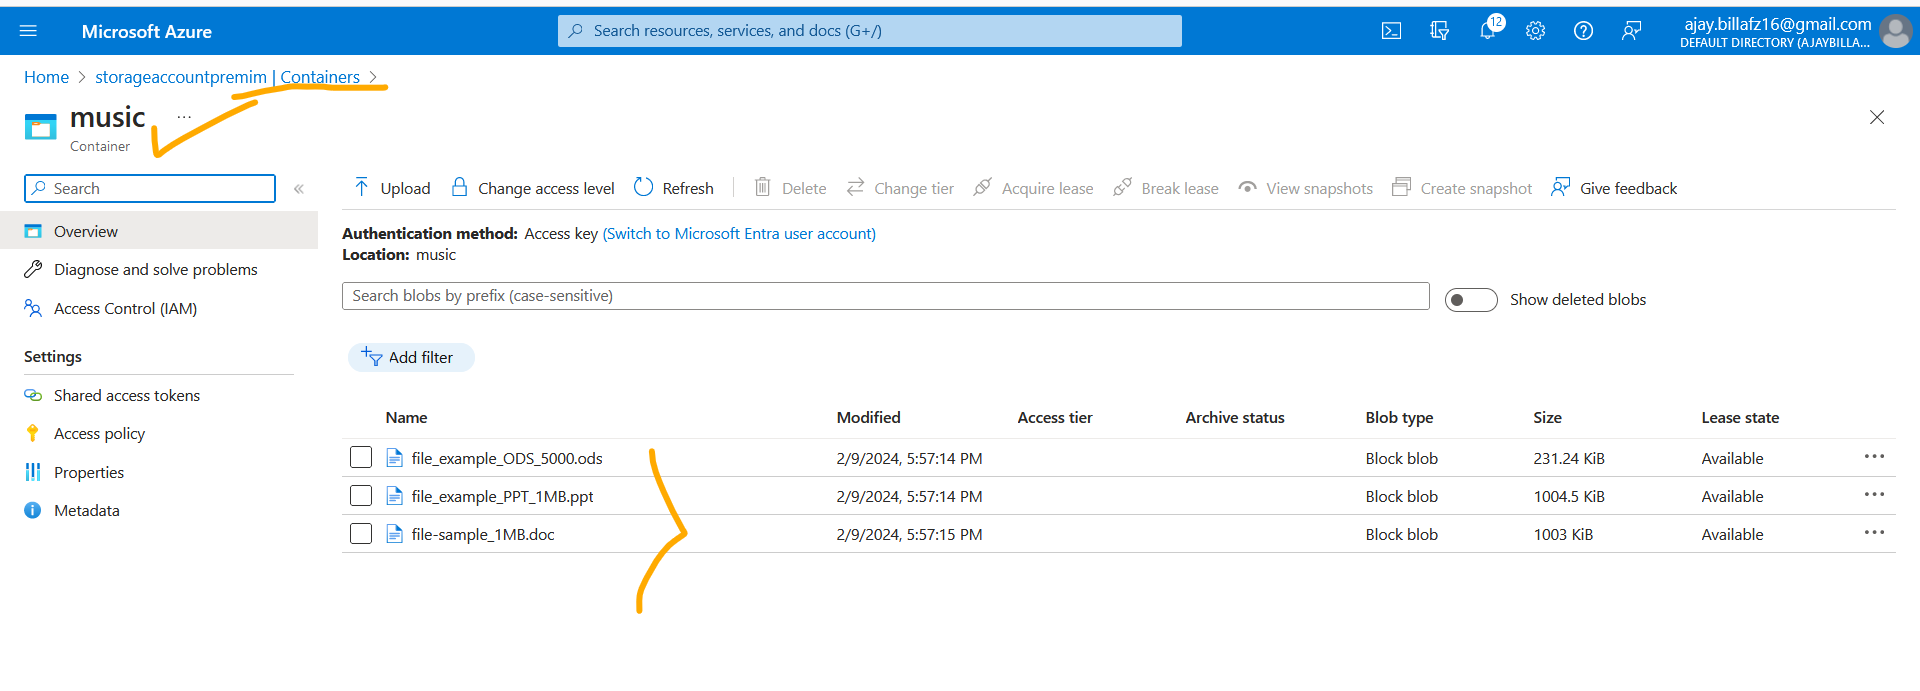 Microsoft Azure
Search resources, services, and docs (G+/)
12
ajay.billafz16@gmail.com
DEFAULT DIRECTORY (AJAYBILLA...
Home > storageaccountpremim | Containers >
music ...
Container
Search «
Upload Change access level Refresh Delete Change tier Acquire lease Break lease View snapshots Create snapshot Give feedback
Overview
Diagnose and solve problems
Access Control (IAM)
Settings
Shared access tokens
Access policy
Properties
Metadata
Authentication method: Access key (Switch to Microsoft Entra user account)
Location: music
Search blobs by prefix (case-sensitive)
Show deleted blobs
Add filter
Name Modified Access tier Archive status Blob type Size Lease state
file_example_ODS_5000.ods 2/9/2024, 5:57:14 PM Block blob 231.24 KiB Available ...
file_example_PPT_1MB.ppt 2/9/2024, 5:57:14 PM Block blob 1004.5 KiB Available ...
file-sample_1MB.doc 2/9/2024, 5:57:15 PM Block blob 1003 KiB Available ...